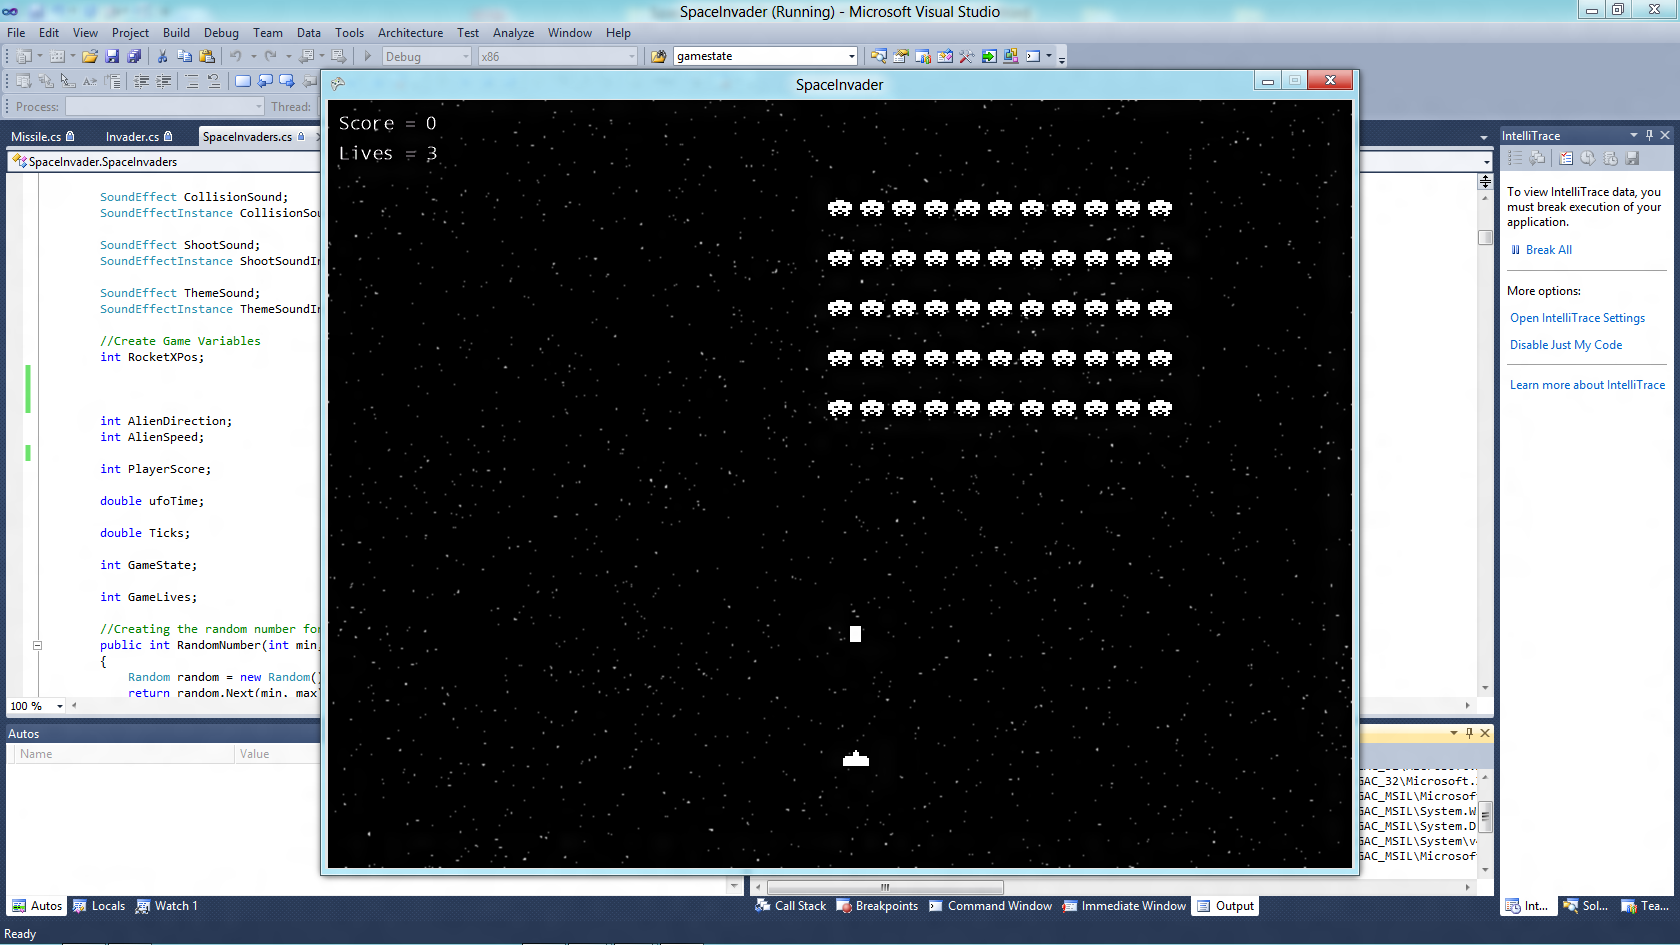 SpaceInvader (Running) - Microsoft Visual Studio
File Edit View Project Build Debug Team Data Tools Architecture Test Analyze Window Help
Debug x86 gamestate
Process: Thread:
SpaceInvader
Missile.cs Invader.cs SpaceInvaders.cs
SpaceInvader.SpaceInvaders
Score = 0
Lives = 3
SoundEffect CollisionSound;
SoundEffectInstance CollisionSou
SoundEffect ShootSound;
SoundEffectInstance ShootSoundIn
SoundEffect ThemeSound;
SoundEffectInstance ThemeSoundIn
//Create Game Variables
int RocketXPos;
int AlienDirection;
int AlienSpeed;
int PlayerScore;
double ufoTime;
double Ticks;
int GameState;
int GameLives;
//Creating the random number for
public int RandomNumber(int min,
{
Random random = new Random()
return random.Next(min, max)
100 %
IntelliTrace
To view IntelliTrace data, you
must break execution of your
application.
Break All
More options:
Open IntelliTrace Settings
Disable Just My Code
Learn more about IntelliTrace
Autos
Name Value
GAC_32\Microsoft.
GAC_MSIL\Microsof
GAC_MSIL\System.W
GAC_MSIL\System.D
GAC_MSIL\System\v
GAC_MSIL\Microsof
Autos Locals Watch 1
Call Stack Breakpoints Command Window Immediate Window Output
Int... Sol... Tea...
Ready